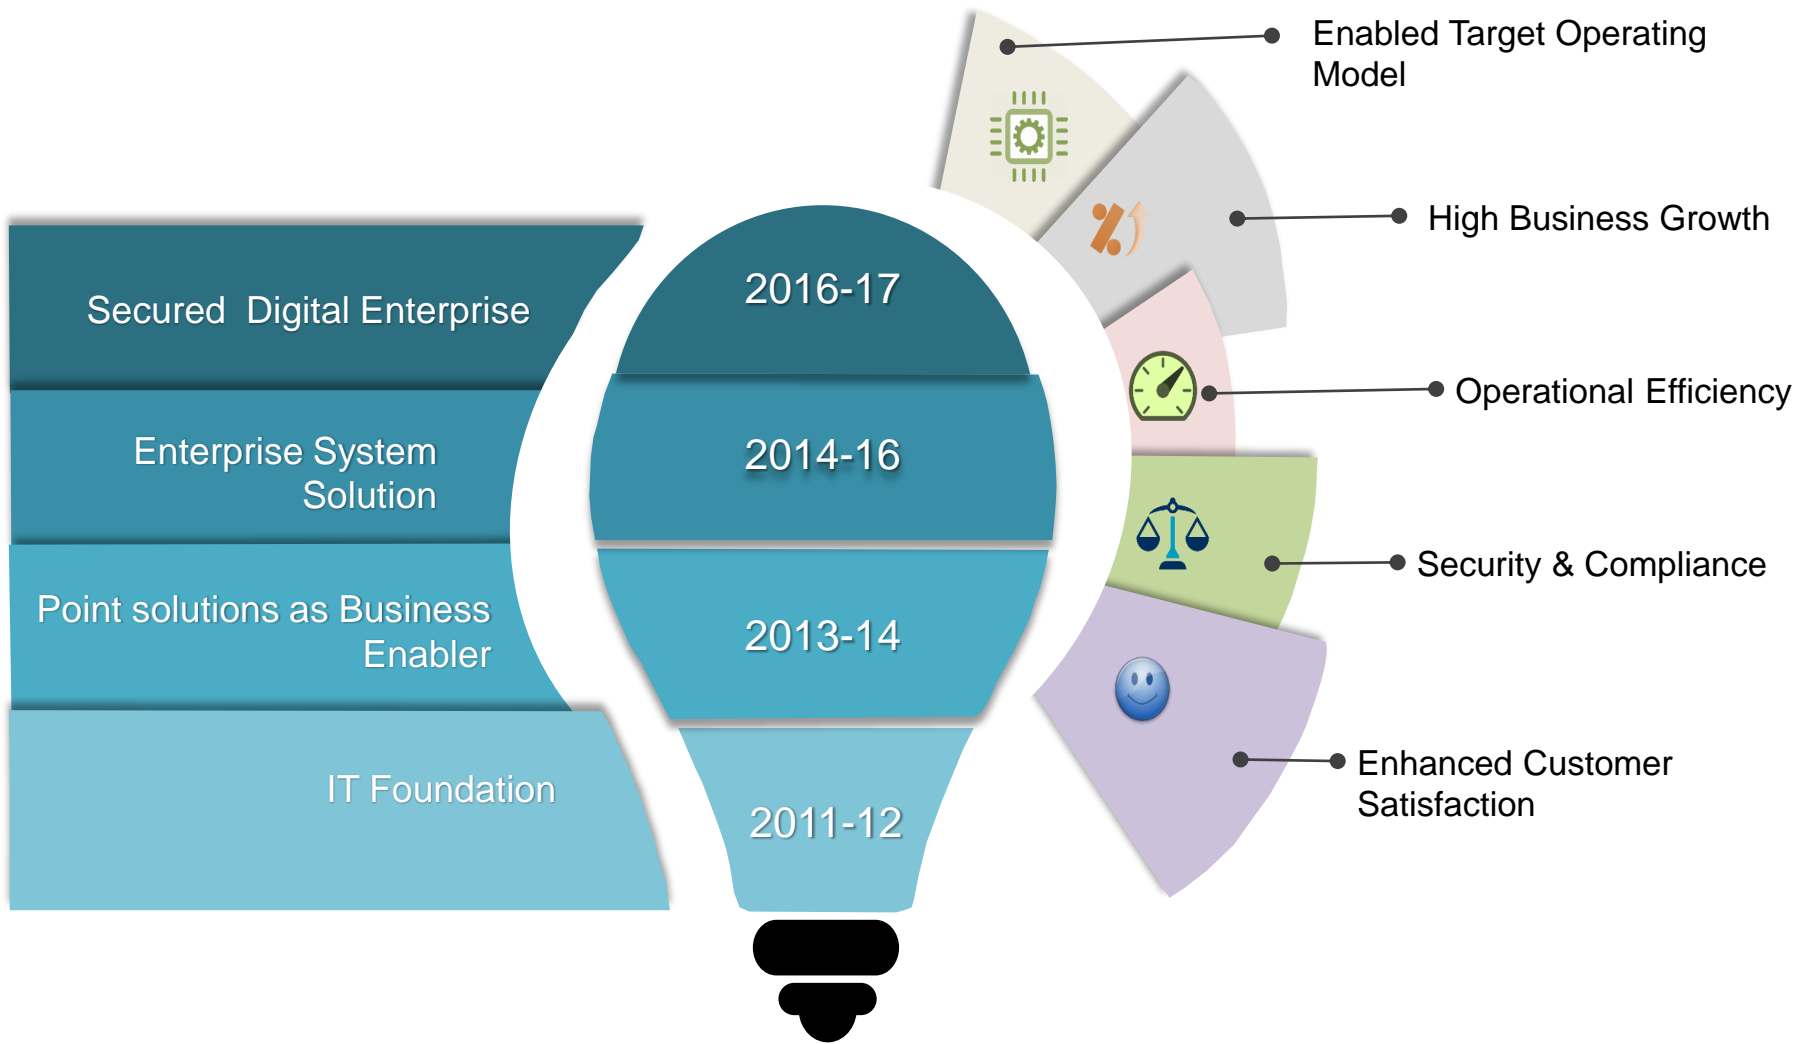 Secured  Digital Enterprise
Enterprise System
Solution
Point solutions as Business
Enabler
IT Foundation
2016-17
2014-16
2013-14
2011-12
Enabled Target Operating
Model
High Business Growth
Operational Efficiency
Security & Compliance
Enhanced Customer
Satisfaction